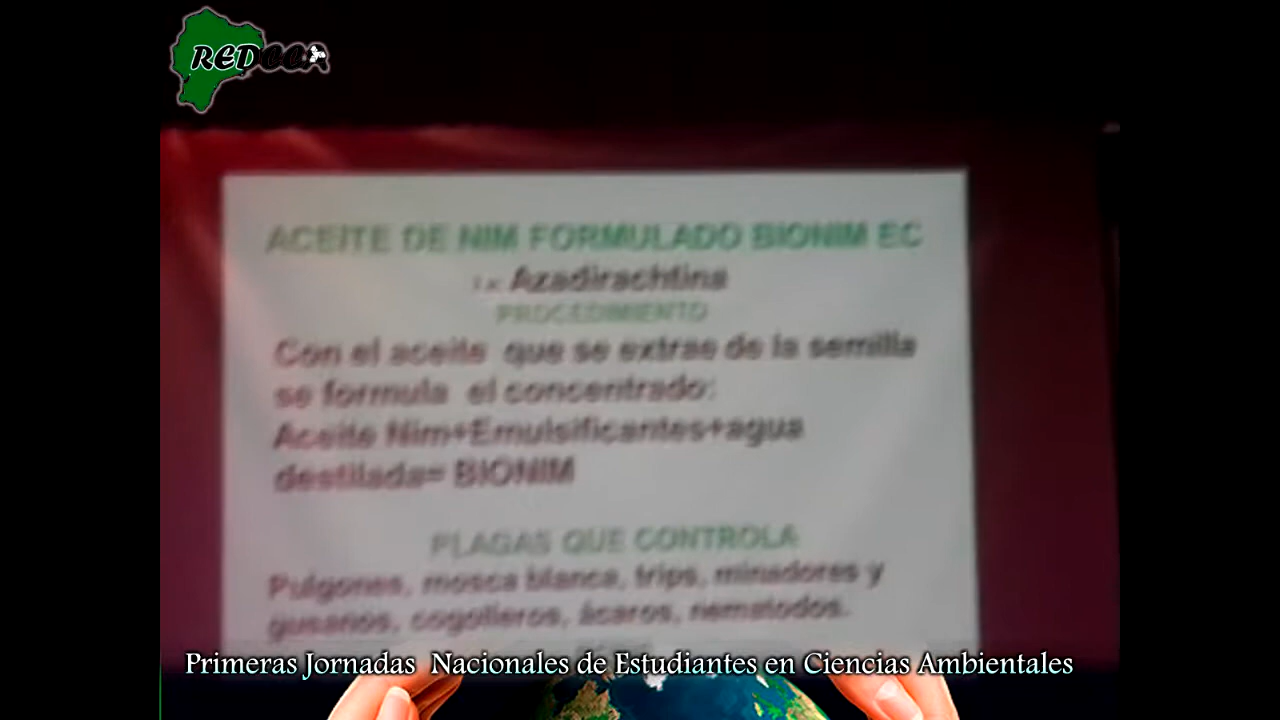 REDCCA
ACEITE DE NIM FORMULADO BIONIM EC
Azadirachtina
PROCEDIMIENTO
Con el aceite que se extrae de la semilla
se formula el concentrado:
Aceite Nim+Emulsificantes+agua
destilada= BIONIM
PLAGAS QUE CONTROLA
Pulgones, mosca blanca, trips, minadores y
gusanos, cogolleros, ácaros, nematodos.
Primeras Jornadas Nacionales de Estudiantes en Ciencias Ambientales